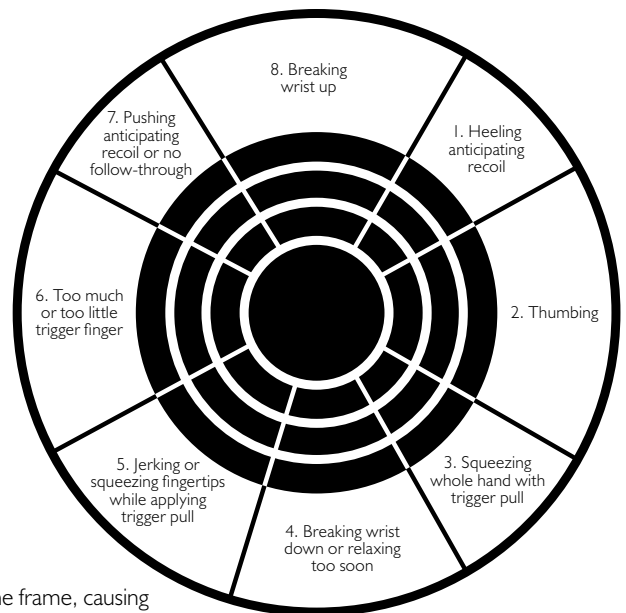 8. Breaking
wrist up
1. Heeling
anticipating
recoil
2. Thumbing
3. Squeezing
whole hand with
trigger pull
4. Breaking wrist
down or relaxing
too soon
5. Jerking or
squeezing fingertips
while applying
trigger pull
6. Too much
or too little
trigger finger
7. Pushing
anticipating
recoil or no
follow-through
e frame, causing